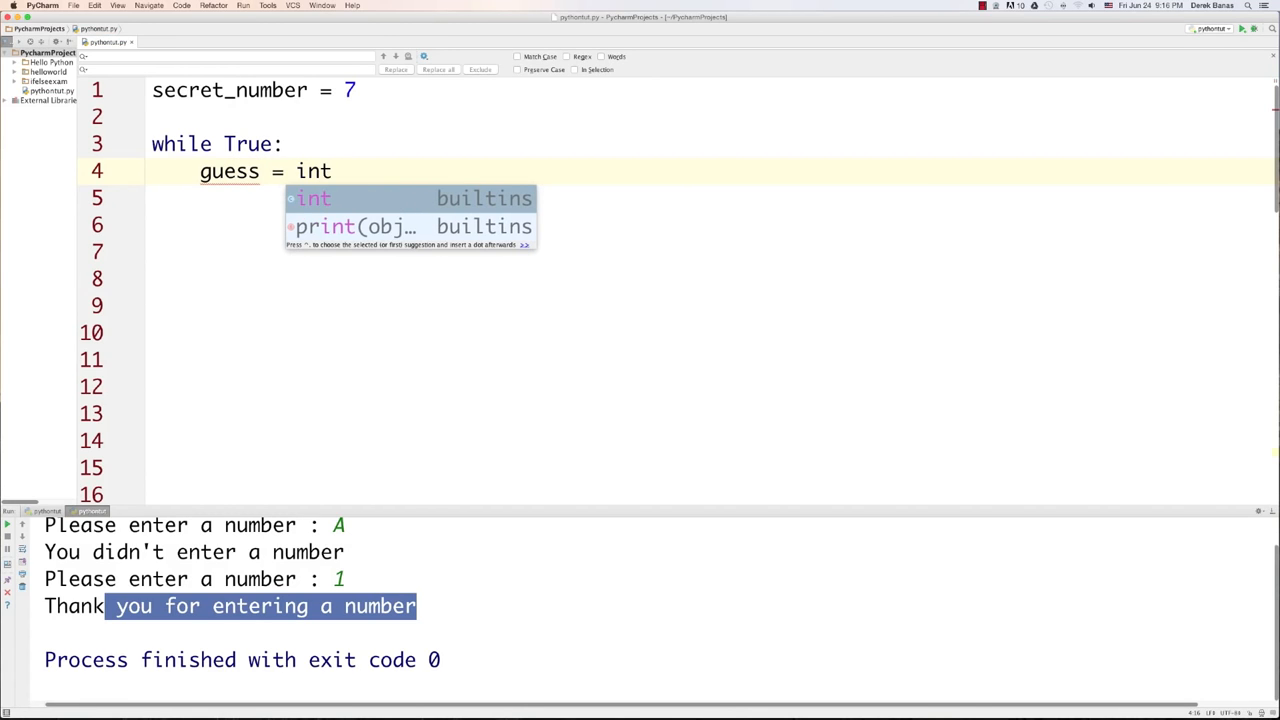 PyCharm File Edit View Navigate Code Refactor Run Tools VCS Window Help Fri Jun 24 9:16 PM Derek Banas
pythontut.py - PycharmProjects - [~/PycharmProjects]
PycharmProjects pythontut.py pythontut
pythontut.py
PycharmProject
Hello Python
helloworld
ifelseexam
pythontut.py
External Librarie
Match Case Regex Words
Replace Replace all Exclude Preserve Case In Selection
1 secret_number = 7
2
3 while True:
4 guess = int
5
6
7
8
9
10
11
12
13
14
15
16
int builtins
print(obj… builtins
Press ^. to choose the selected (or first) suggestion and insert a dot afterwards >>
Run: pythontut pythontut
Please enter a number : A
You didn't enter a number
Please enter a number : 1
Thank you for entering a number
Process finished with exit code 0
4:16 LF÷ UTF-8÷